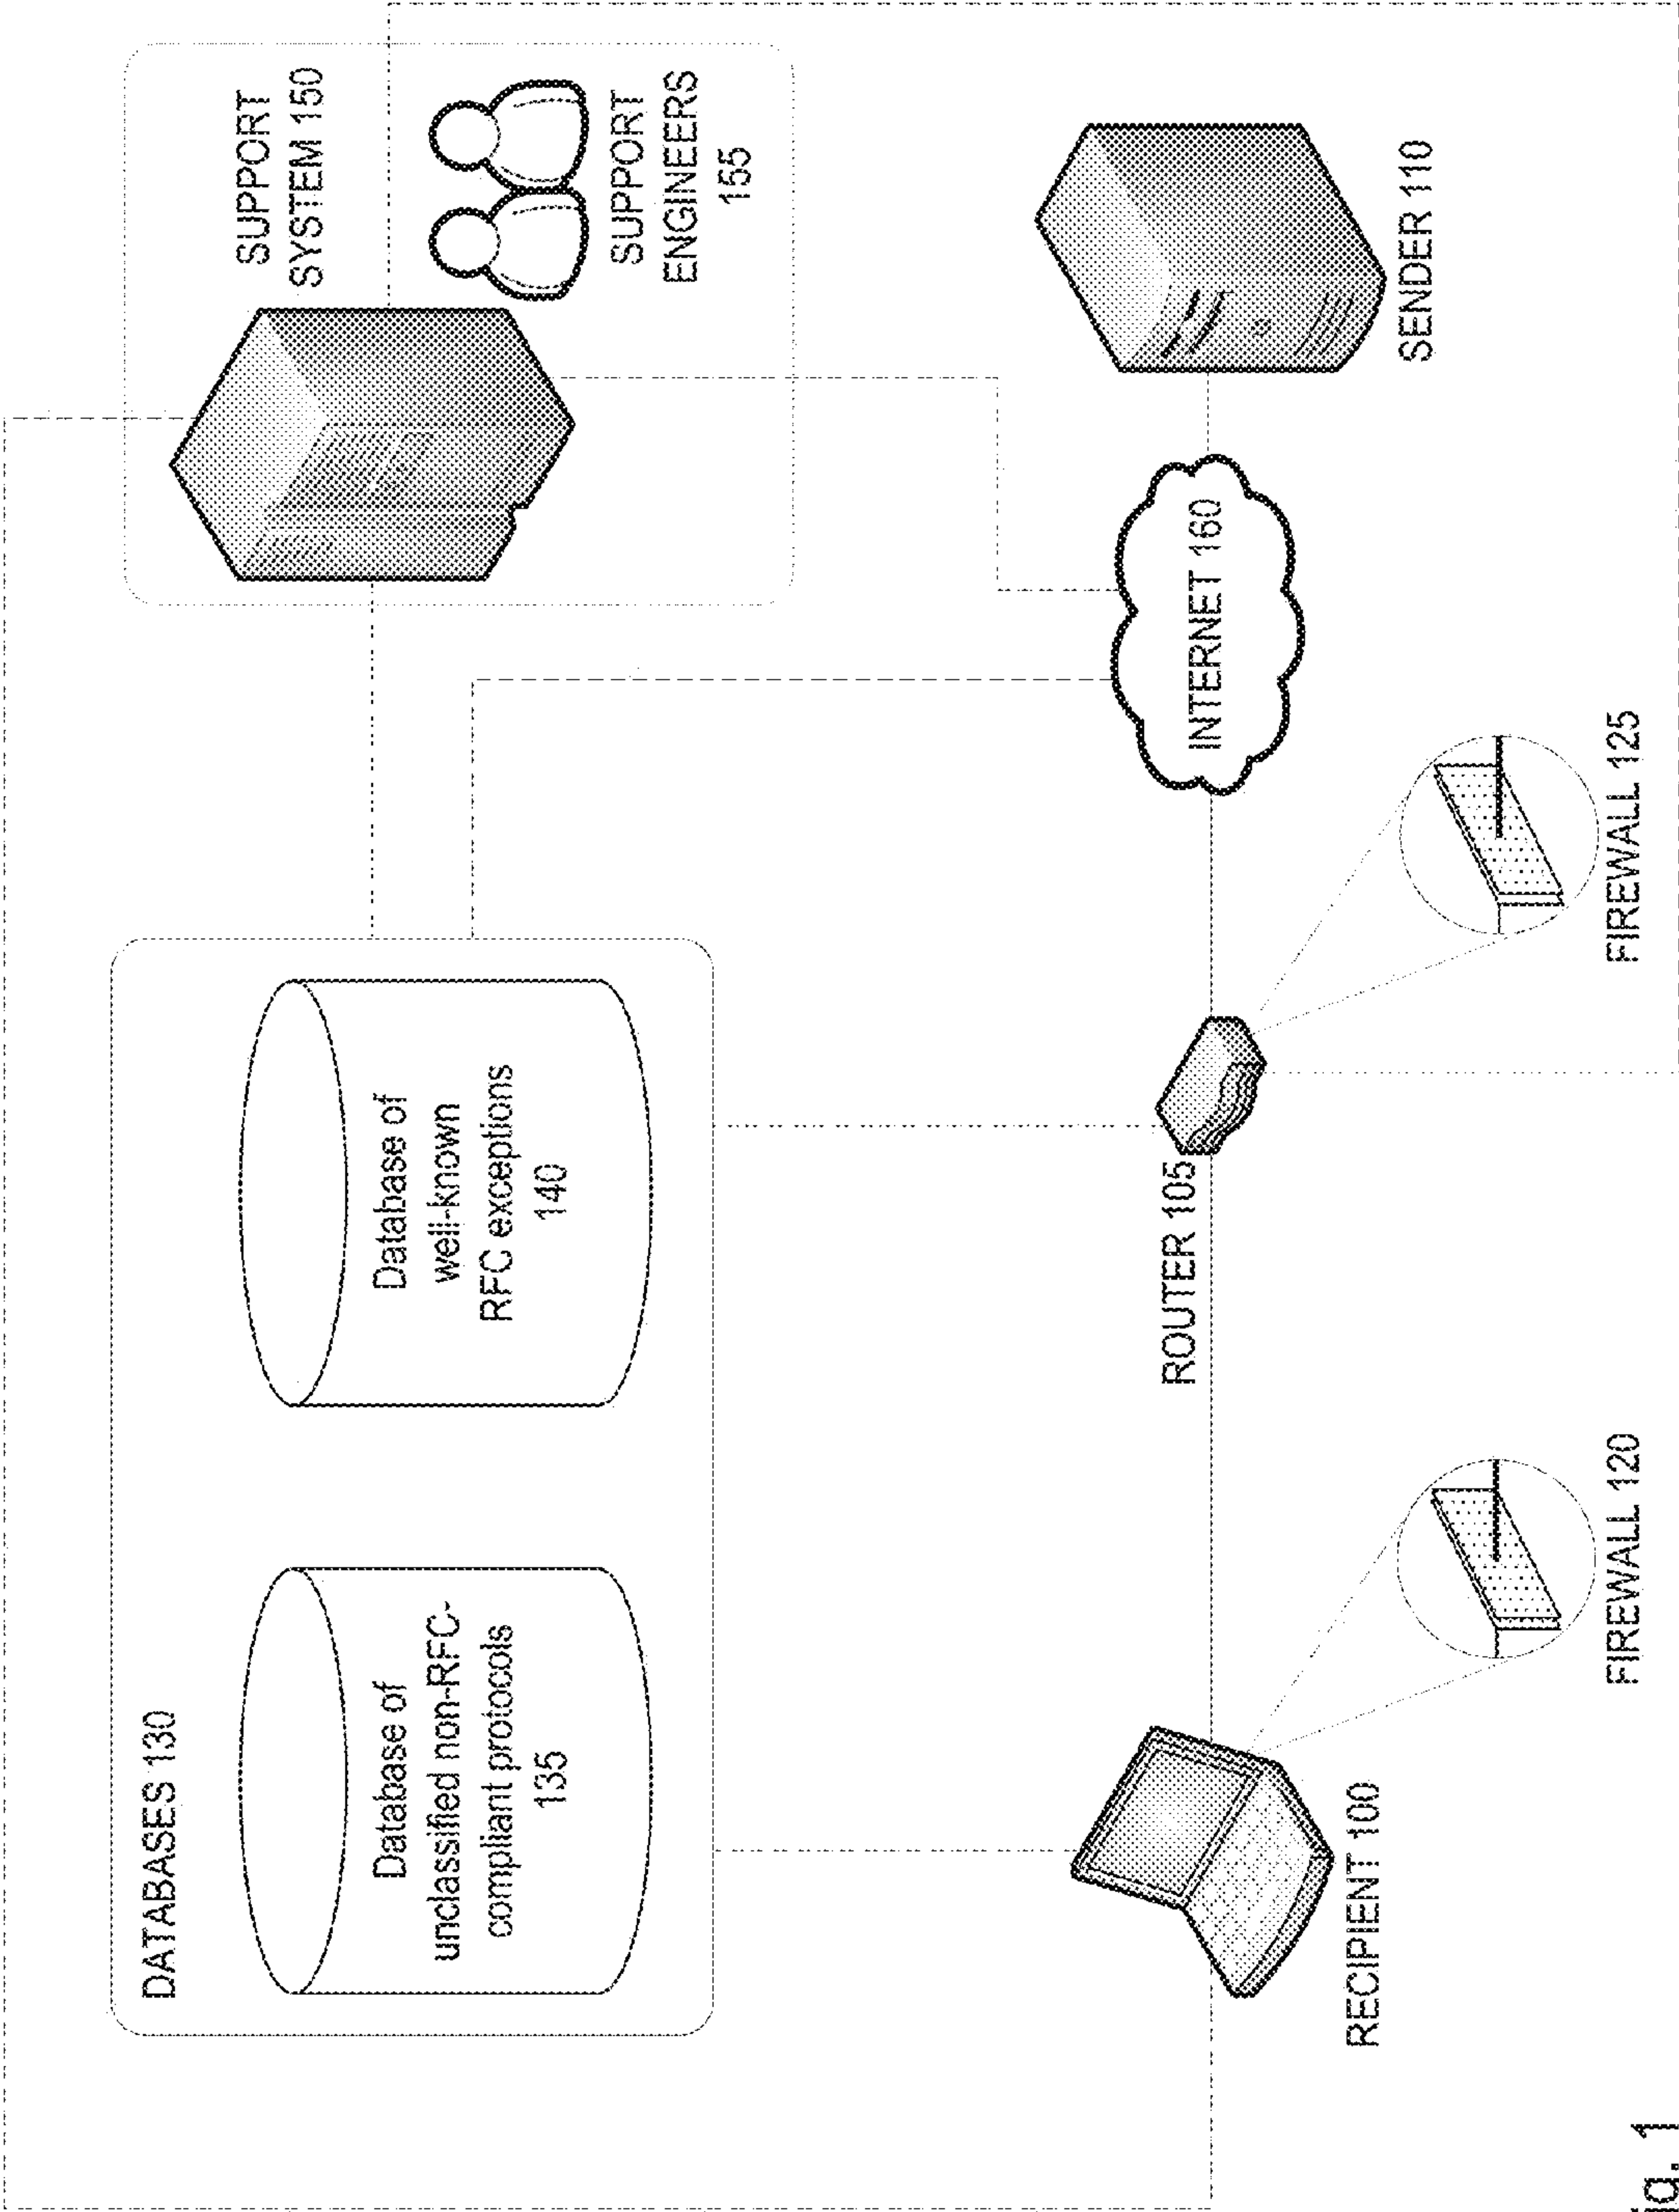 DATABASES 130
Database of
unclassified non-RFC-
compliant protocols
135
Database of
well-known
RFC exceptions
140
SUPPORT
SYSTEM 150
SUPPORT
ENGINEERS
155
RECIPIENT 100
ROUTER 105
INTERNET 160
SENDER 110
FIREWALL 120
FIREWALL 125
ig. 1